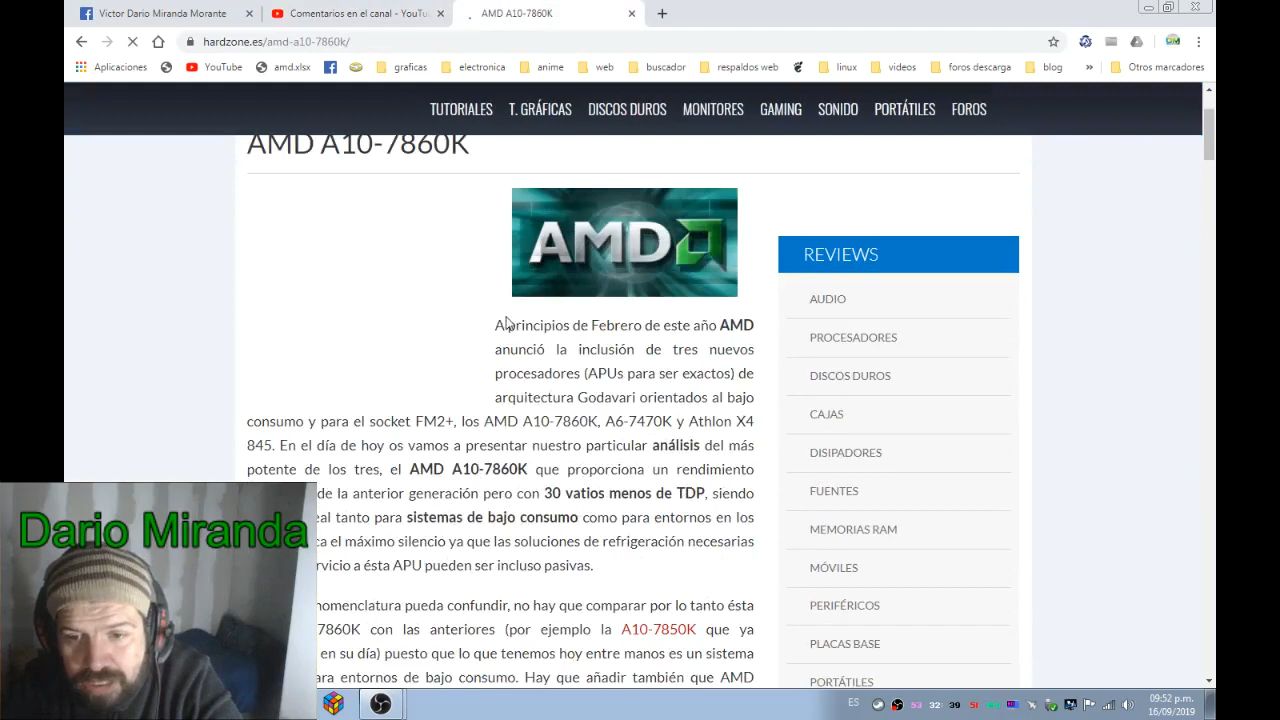 Victor Dario Miranda Morante
Comentarios en el canal - YouTu
AMD A10-7860K
hardzone.es/amd-a10-7860k/
Aplicaciones
YouTube
amd.xlsx
graficas
electronica
anime
web
buscador
respaldos web
linux
videos
foros descarga
blog
»
Otros marcadores
TUTORIALES T. GRÁFICAS DISCOS DUROS MONITORES GAMING SONIDO PORTÁTILES FOROS
AMD A10-7860K
AMD
A principios de Febrero de este año AMD
anunció la inclusión de tres nuevos
procesadores (APUs para ser exactos) de
arquitectura Godavari orientados al bajo
consumo y para el socket FM2+, los AMD A10-7860K, A6-7470K y Athlon X4
845. En el día de hoy os vamos a presentar nuestro particular análisis del más
potente de los tres, el AMD A10-7860K que proporciona un rendimiento
de la anterior generación pero con 30 vatios menos de TDP, siendo
eal tanto para sistemas de bajo consumo como para entornos en los
ca el máximo silencio ya que las soluciones de refrigeración necesarias
rvicio a ésta APU pueden ser incluso pasivas.
nomenclatura pueda confundir, no hay que comparar por lo tanto ésta
7860K con las anteriores (por ejemplo la A10-7850K que ya
en su día) puesto que lo que tenemos hoy entre manos es un sistema
ara entornos de bajo consumo. Hay que añadir también que AMD
REVIEWS
AUDIO
PROCESADORES
DISCOS DUROS
CAJAS
DISIPADORES
FUENTES
MEMORIAS RAM
MÓVILES
PERIFÉRICOS
PLACAS BASE
PORTÁTILES
Dario Miranda
ES
53
32
39
51
09:52 p.m.
16/09/2019